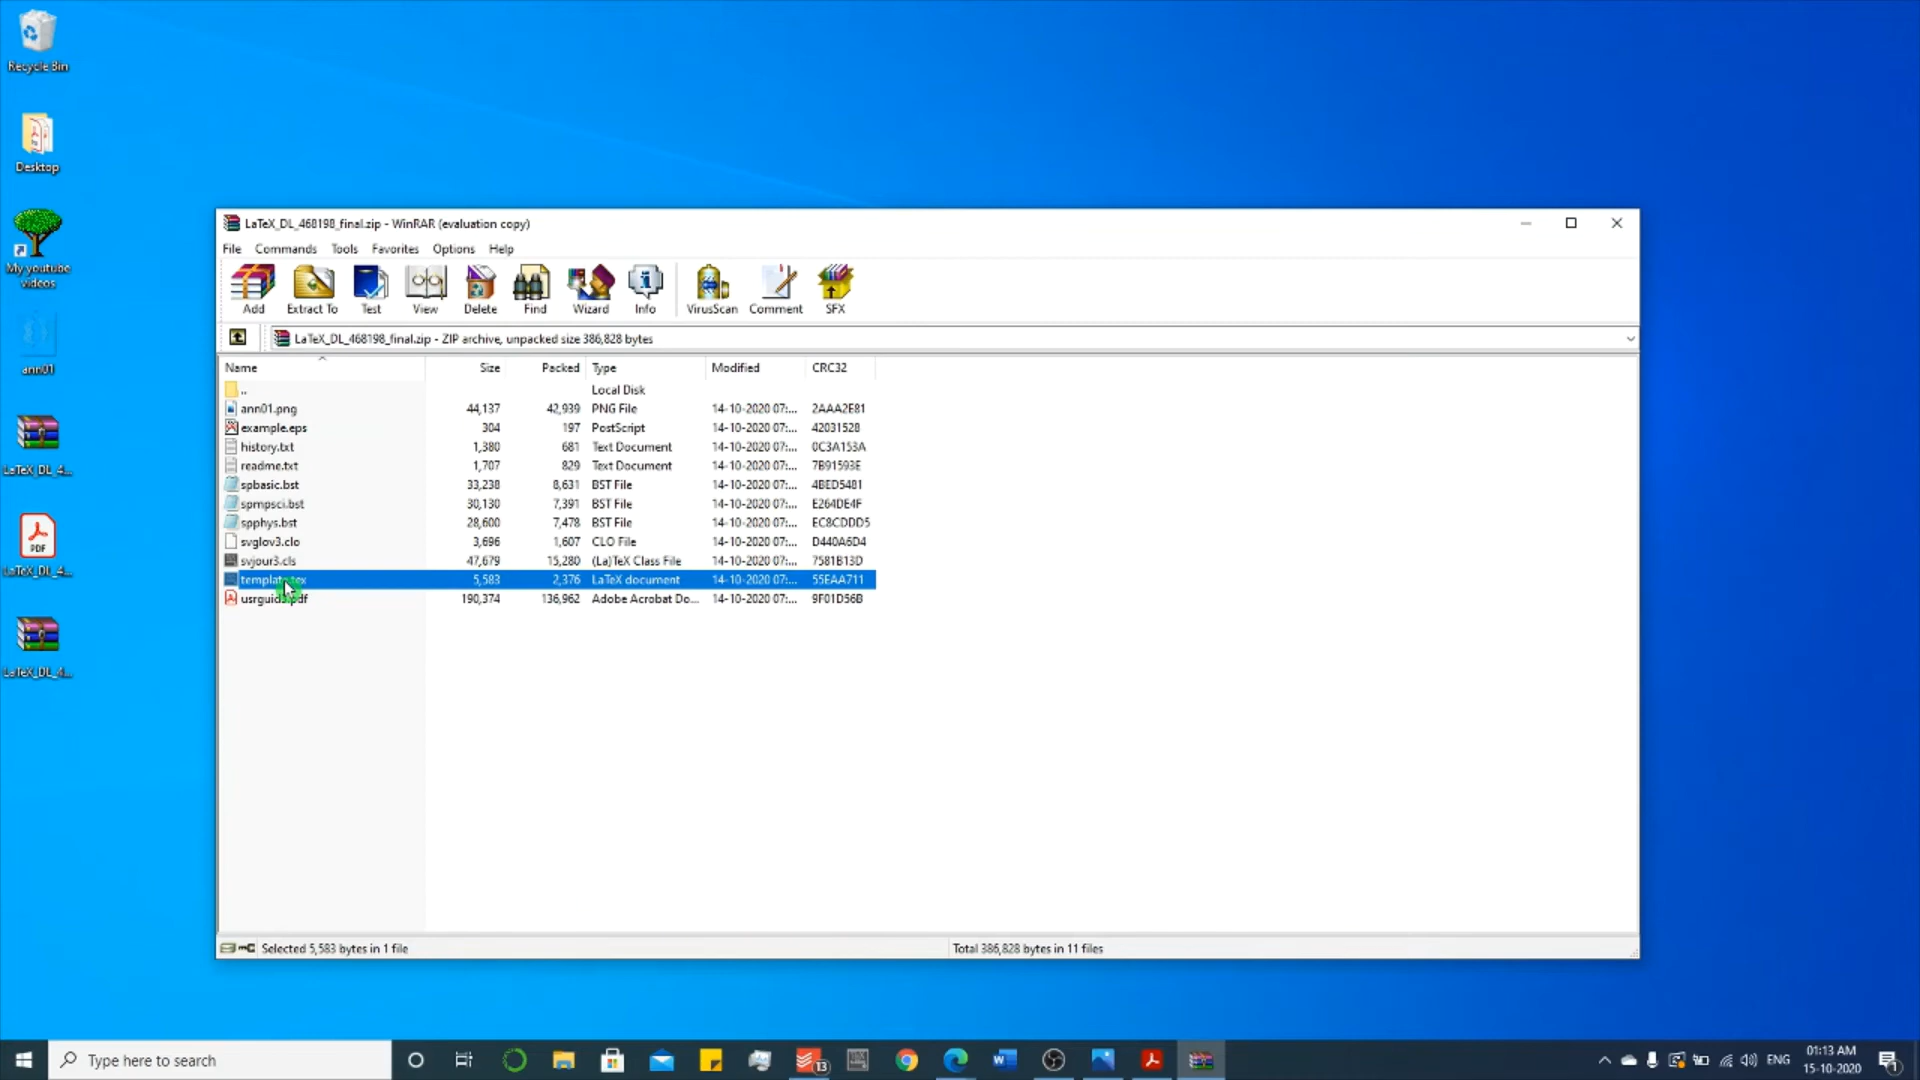 Recycle Bin
Desktop
My youtube
videos
ann01
LaTeX_DL_4...
LaTeX_DL_4...
LaTeX_DL_4...
LaTeX_DL_468198_final.zip - WinRAR (evaluation copy)
File Commands Tools Favorites Options Help
Add Extract To Test View Delete Find Wizard Info VirusScan Comment SFX
LaTeX_DL_468198_final.zip - ZIP archive, unpacked size 386,828 bytes
Name Size Packed Type Modified CRC32
.. Local Disk
ann01.png 44,137 42,939 PNG File 14-10-2020 07:... 2AAA2E81
example.eps 304 197 PostScript 14-10-2020 07:... 42031528
history.txt 1,380 681 Text Document 14-10-2020 07:... 0C3A153A
readme.txt 1,707 829 Text Document 14-10-2020 07:... 7B91593E
spbasic.bst 33,238 8,631 BST File 14-10-2020 07:... 4BED5481
spmpsci.bst 30,130 7,391 BST File 14-10-2020 07:... E264DE4F
spphys.bst 28,600 7,478 BST File 14-10-2020 07:... EC8CDDD5
svglov3.clo 3,696 1,607 CLO File 14-10-2020 07:... D440A6D4
svjour3.cls 47,679 15,280 (La)TeX Class File 14-10-2020 07:... 7581B13D
template.tex 5,583 2,376 LaTeX document 14-10-2020 07:... 55EAA711
usrguid3.pdf 190,374 136,962 Adobe Acrobat Do... 14-10-2020 07:... 9F01D56B
Selected 5,583 bytes in 1 file
Total 386,828 bytes in 11 files
Type here to search
PDF
13
W
ENG
01:13 AM
15-10-2020
1